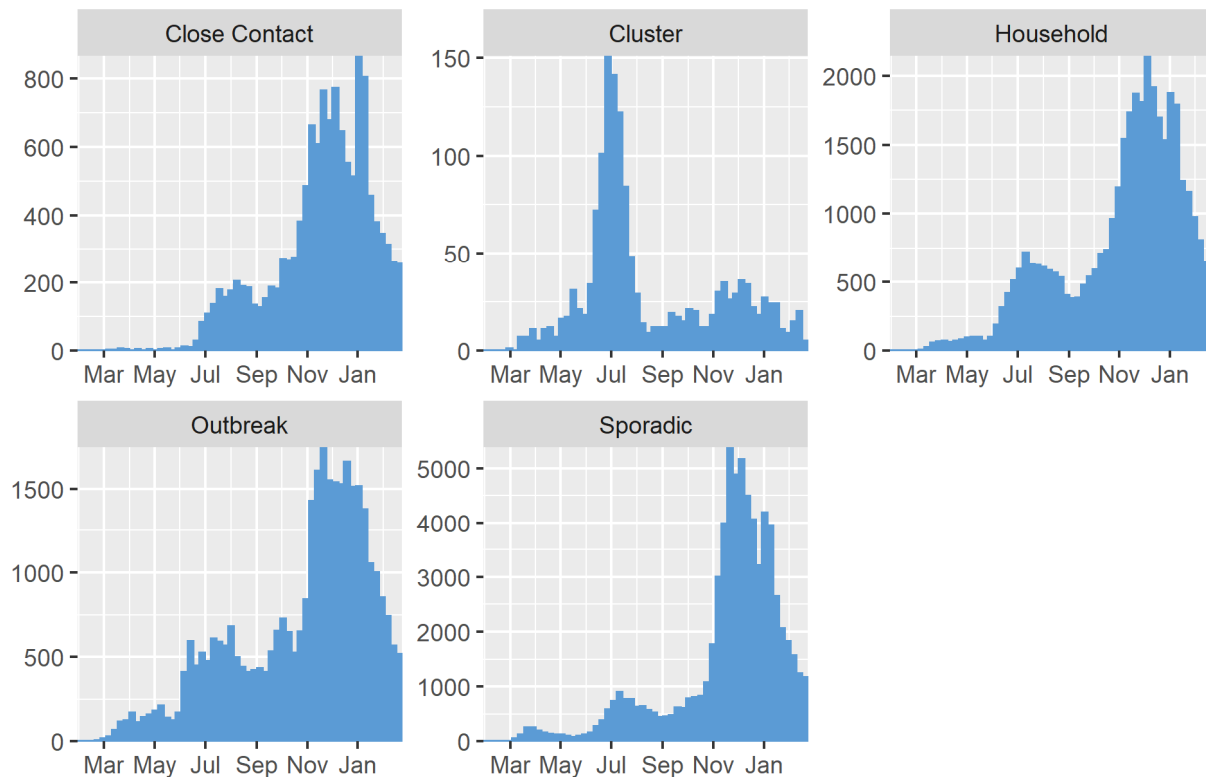 Close Contact
Cluster
Household
800
600
400
200
0
150
100
50
0
2000
1500
1000
500
0
Mar May Jul Sep Nov Jan
Mar May Jul Sep Nov Jan
Mar May Jul Sep Nov Jan
Outbreak
Sporadic
1500
1000
500
0
5000
4000
3000
2000
1000
0
Mar May Jul Sep Nov Jan
Mar May Jul Sep Nov Jan